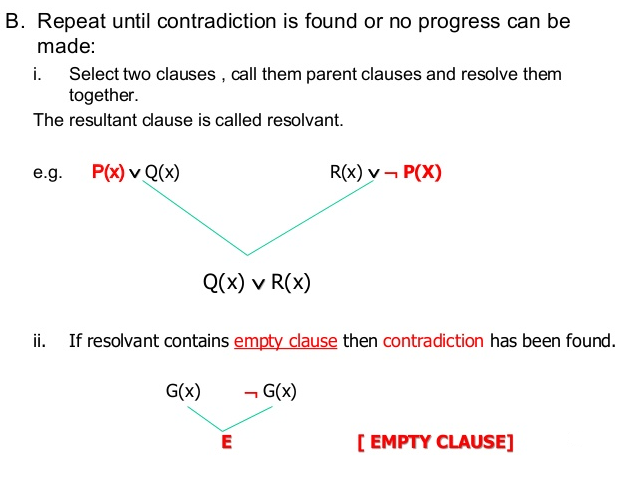 B. Repeat until contradiction is found or no progress can be
made:
i. Select two clauses , call them parent clauses and resolve them
together.
The resultant clause is called resolvant.
e.g. P(x) ∨ Q(x) R(x) ∨ ¬ P(X)
Q(x) ∨ R(x)
ii. If resolvant contains empty clause then contradiction has been found.
G(x) ¬ G(x)
E [ EMPTY CLAUSE]